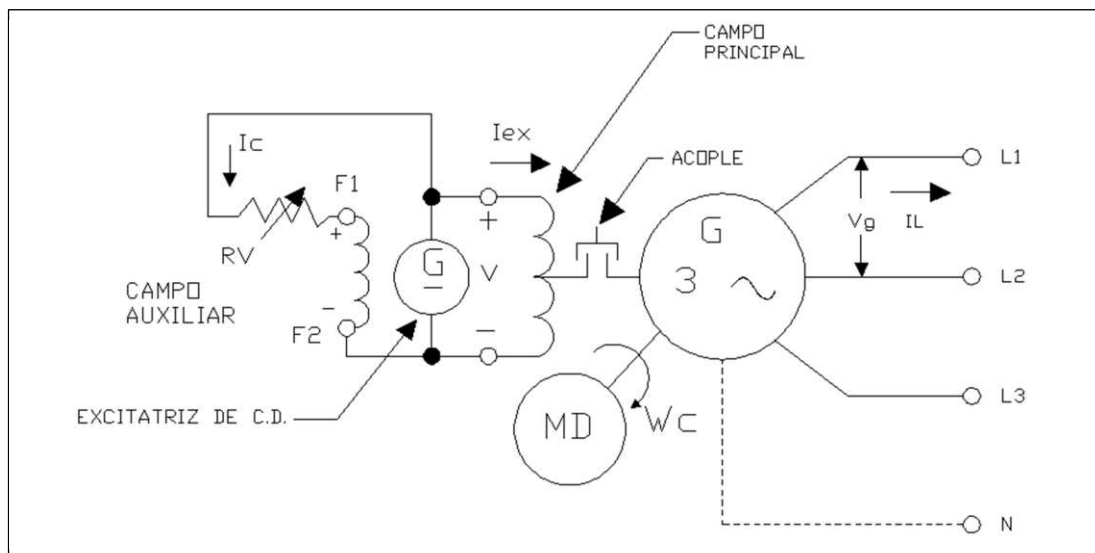 CAMPO
PRINCIPAL
Ic
Iex
ACOPLE
L1
F1
+
+
G
Vg
IL
RV
G
V
3
L2
CAMPO
AUXILIAR
-
F2
-
L3
EXCITATRIZ DE C.D.
MD
Wc
N